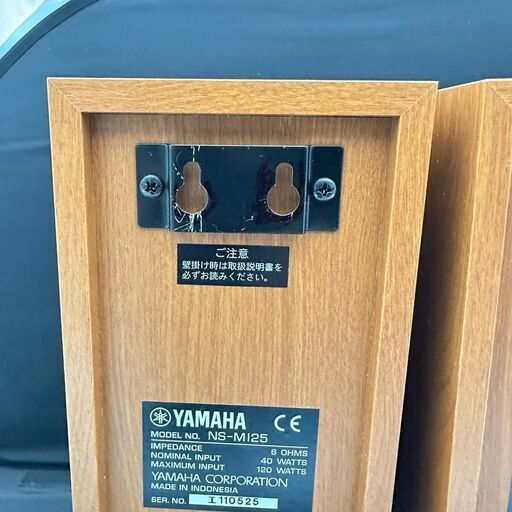 ご注意
壁掛け時は取扱説明書を
必ずお読みください。
YAMAHA CE
MODEL NO. NS-M125
IMPEDANCE 6 OHMS
NOMINAL INPUT 40 WATTS
MAXIMUM INPUT 120 WATTS
YAMAHA CORPORATION
MADE IN INDONESIA
SER. NO. I 110525